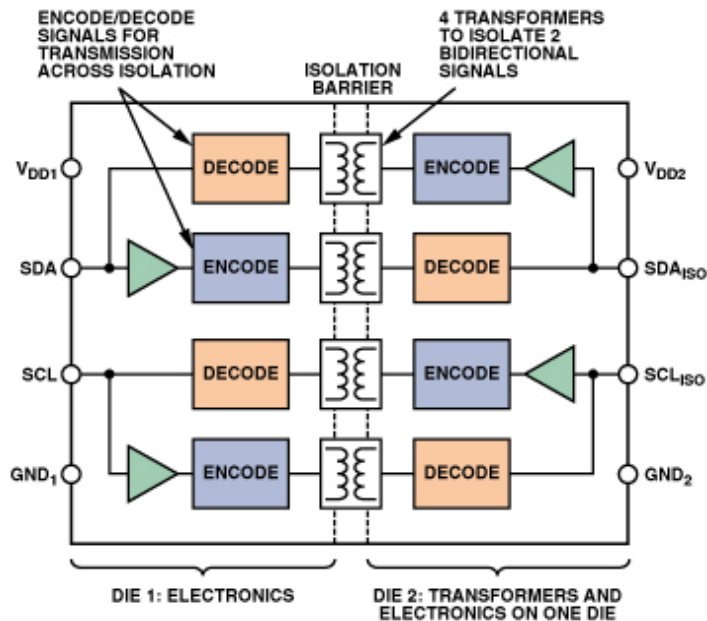 ENCODE/DECODE
SIGNALS FOR
TRANSMISSION
ACROSS ISOLATION
ISOLATION
BARRIER
4 TRANSFORMERS
TO ISOLATE 2
BIDIRECTIONAL
SIGNALS
VDD1
DECODE
ENCODE
VDD2
SDA
ENCODE
DECODE
SDAISO
SCL
DECODE
ENCODE
SCLISO
GND1
ENCODE
DECODE
GND2
DIE 1: ELECTRONICS
DIE 2: TRANSFORMERS AND
ELECTRONICS ON ONE DIE